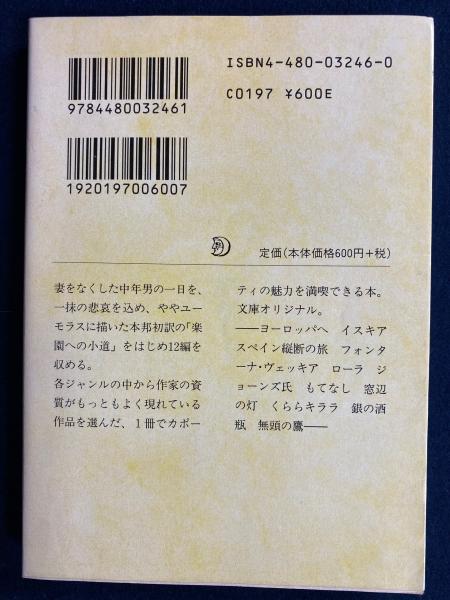 ISBN4-480-03246-0
C0197 ¥600E
9784480032461
1920197006007
定価(本体価格600円+税)
妻をなくした中年男の一日を、
一抹の悲哀を込め、ややユー
モラスに描いた本邦初訳の「楽
園への小道」をはじめ12編を
収める。
各ジャンルの中から作家の資
質がもっともよく現れている
作品を選んだ、1冊でカポー
ティの魅力を満喫できる本。
文庫オリジナル。
――ヨーロッパへ イスキア
スペイン縦断の旅 フォンタ
ーナ・ヴェッキア ローラ ジ
ョーンズ氏 もてなし 窓辺
の灯 くららキララ 銀の酒
瓶 無頭の鷹――